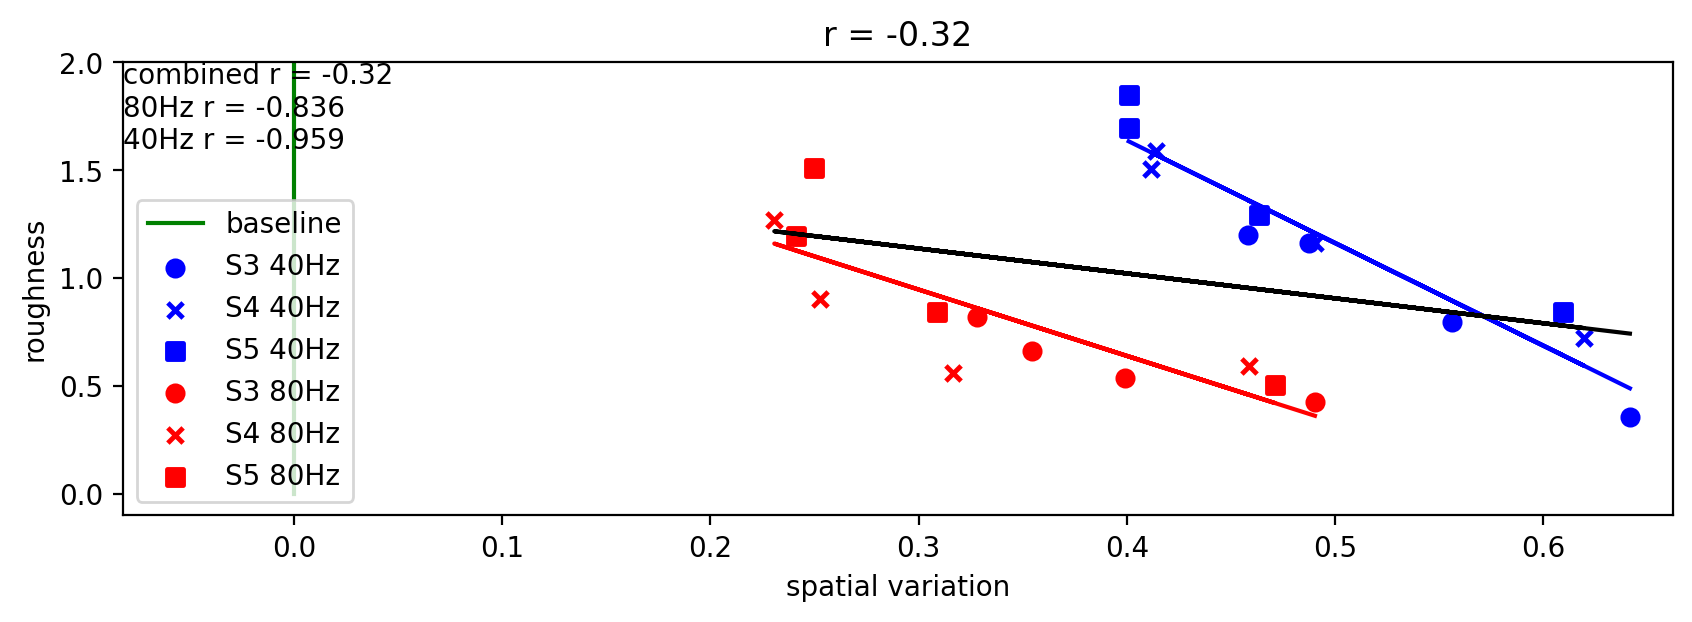 r = -0.32
combined r = -0.32
80Hz r = -0.836
40Hz r = -0.959
baseline
S3 40Hz
S4 40Hz
S5 40Hz
S3 80Hz
S4 80Hz
S5 80Hz
2.0
1.5
1.0
0.5
0.0
roughness
0.0 0.1 0.2 0.3 0.4 0.5 0.6
spatial variation